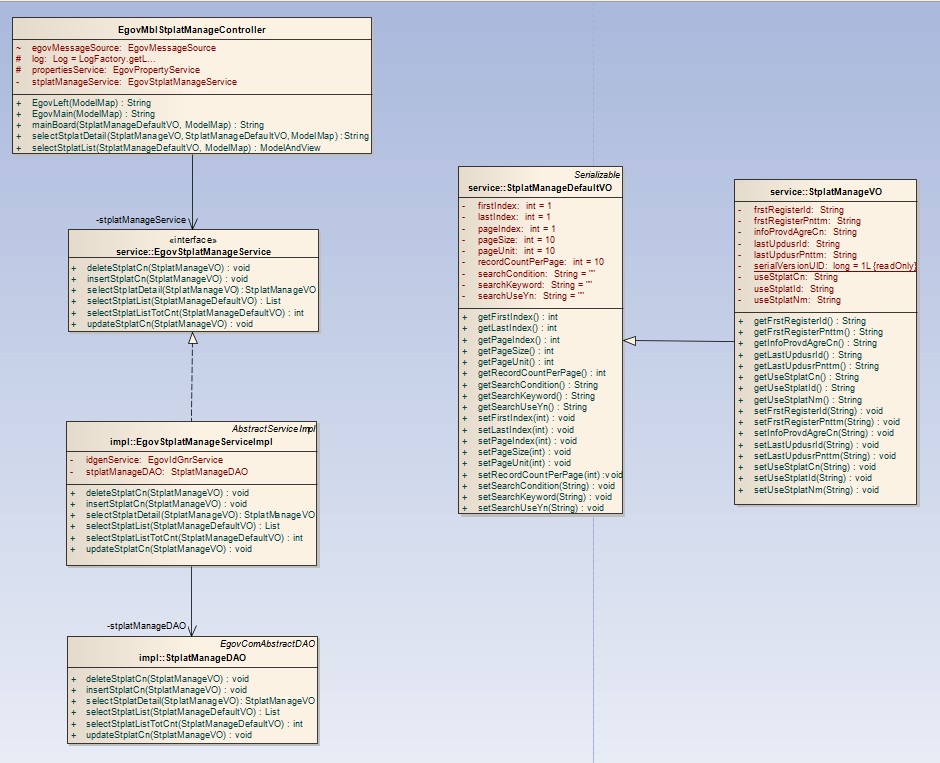 EgovMblStplatManageController
~ egovMessageSource: EgovMessageSource
# log: Log = LogFactory.getL...
# propertiesService: EgovPropertyService
- stplatManageService: EgovStplatManageService
+ EgovLeft(ModelMap) : String
+ EgovMain(ModelMap) : String
+ mainBoard(StplatManageDefaultVO, ModelMap) : String
+ selectStplatDetail(StplatManageVO, StplatManageDefaultVO, ModelMap) : String
+ selectStplatList(StplatManageDefaultVO, ModelMap) : ModelAndView
-stplatManageService
«interface»
service::EgovStplatManageService
+ deleteStplatCn(StplatManageVO) : void
+ insertStplatCn(StplatManageVO) : void
+ selectStplatDetail(StplatManageVO) : StplatManageVO
+ selectStplatList(StplatManageDefaultVO) : List
+ selectStplatListTotCnt(StplatManageDefaultVO) : int
+ updateStplatCn(StplatManageVO) : void
AbstractServiceImpl
impl::EgovStplatManageServiceImpl
- idgenService: EgovIdGnrService
- stplatManageDAO: StplatManageDAO
+ deleteStplatCn(StplatManageVO) : void
+ insertStplatCn(StplatManageVO) : void
+ selectStplatDetail(StplatManageVO) : StplatManageVO
+ selectStplatList(StplatManageDefaultVO) : List
+ selectStplatListTotCnt(StplatManageDefaultVO) : int
+ updateStplatCn(StplatManageVO) : void
-stplatManageDAO
EgovComAbstractDAO
impl::StplatManageDAO
+ deleteStplatCn(StplatManageVO) : void
+ insertStplatCn(StplatManageVO) : void
+ selectStplatDetail(StplatManageVO) : StplatManageVO
+ selectStplatList(StplatManageDefaultVO) : List
+ selectStplatListTotCnt(StplatManageDefaultVO) : int
+ updateStplatCn(StplatManageVO) : void
Serializable
service::StplatManageDefaultVO
- firstIndex: int = 1
- lastIndex: int = 1
- pageIndex: int = 1
- pageSize: int = 10
- pageUnit: int = 10
- recordCountPerPage: int = 10
- searchCondition: String = ""
- searchKeyword: String = ""
- searchUseYn: String = ""
+ getFirstIndex() : int
+ getLastIndex() : int
+ getPageIndex() : int
+ getPageSize() : int
+ getPageUnit() : int
+ getRecordCountPerPage() : int
+ getSearchCondition() : String
+ getSearchKeyword() : String
+ getSearchUseYn() : String
+ setFirstIndex(int) : void
+ setLastIndex(int) : void
+ setPageIndex(int) : void
+ setPageSize(int) : void
+ setPageUnit(int) : void
+ setRecordCountPerPage(int) : void
+ setSearchCondition(String) : void
+ setSearchKeyword(String) : void
+ setSearchUseYn(String) : void
service::StplatManageVO
- frstRegisterId: String
- frstRegisterPnttm: String
- infoProvdAgreCn: String
- lastUpdusrId: String
- lastUpdusrPnttm: String
- serialVersionUID: long = 1L {readOnly}
- useStplatCn: String
- useStplatId: String
- useStplatNm: String
+ getFrstRegisterId() : String
+ getFrstRegisterPnttm() : String
+ getInfoProvdAgreCn() : String
+ getLastUpdusrId() : String
+ getLastUpdusrPnttm() : String
+ getUseStplatCn() : String
+ getUseStplatId() : String
+ getUseStplatNm() : String
+ setFrstRegisterId(String) : void
+ setFrstRegisterPnttm(String) : void
+ setInfoProvdAgreCn(String) : void
+ setLastUpdusrId(String) : void
+ setLastUpdusrPnttm(String) : void
+ setUseStplatCn(String) : void
+ setUseStplatId(String) : void
+ setUseStplatNm(String) : void